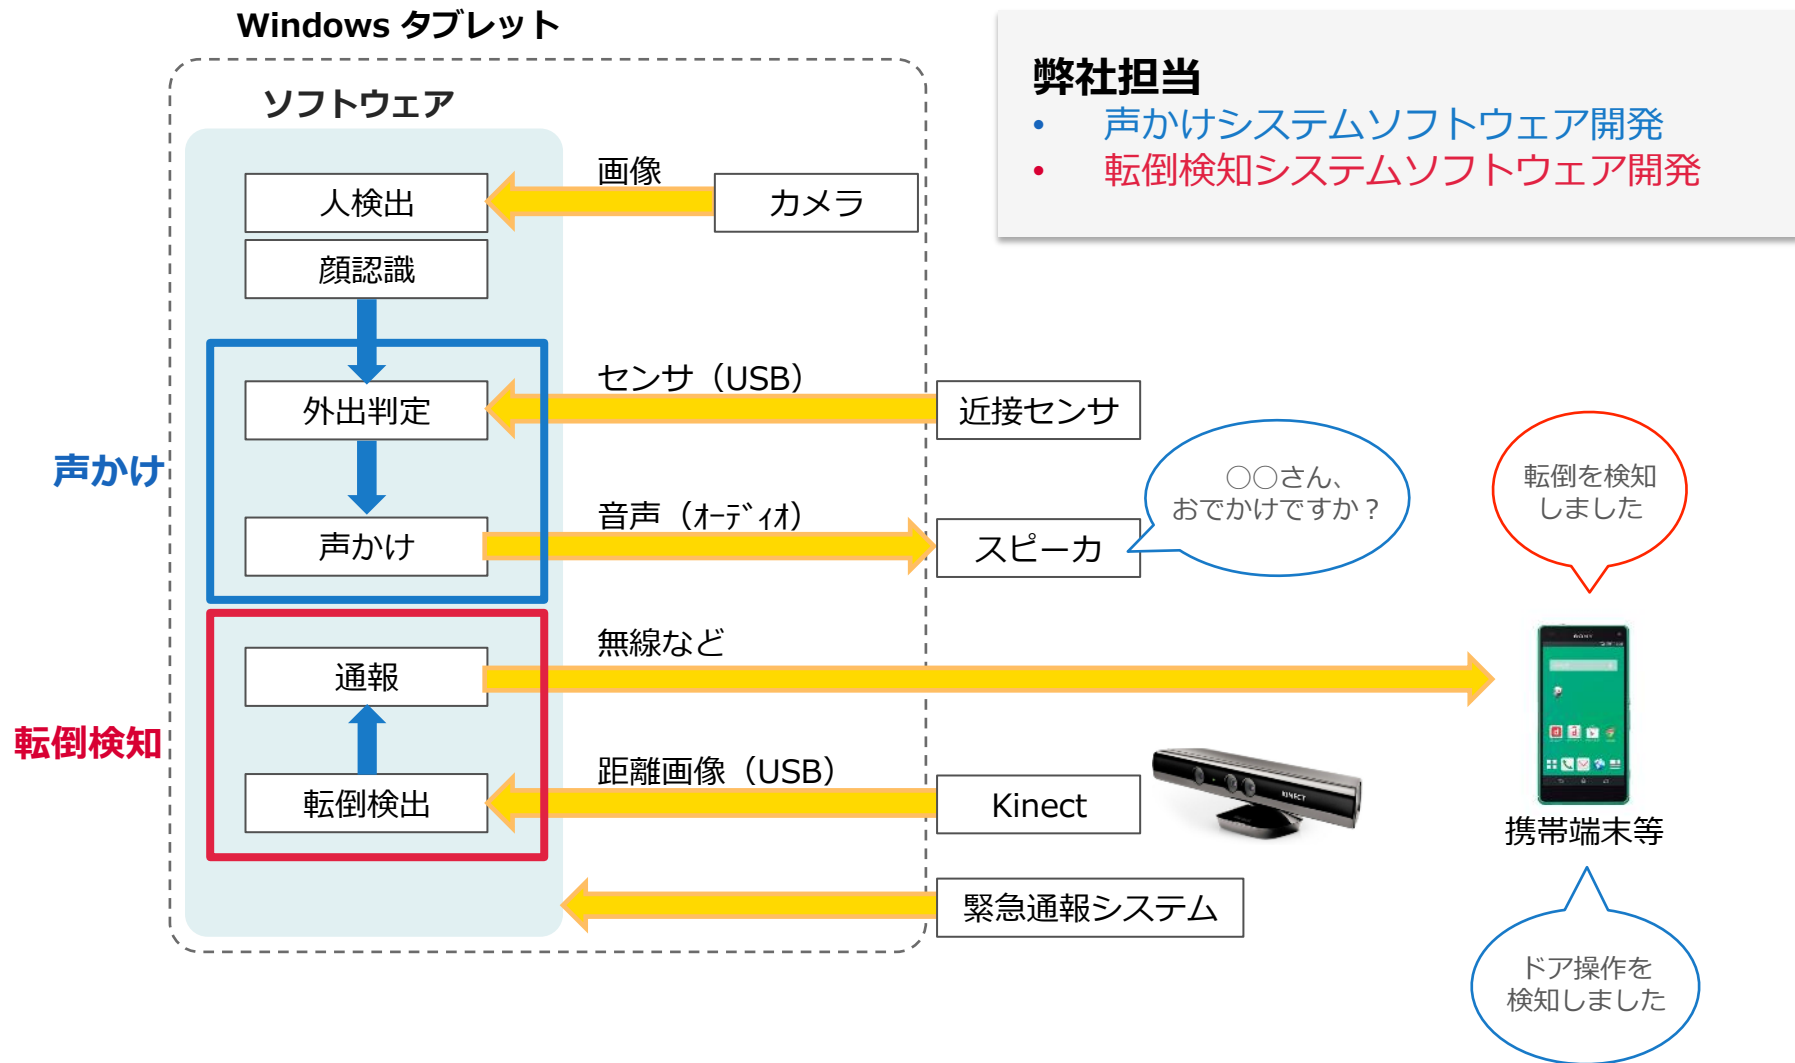 Windows タブレット
ソフトウェア
弊社担当
• 声かけシステムソフトウェア開発
• 転倒検知システムソフトウェア開発
人検出
画像
カメラ
顔認識
外出判定
センサ（USB）
近接センサ
声かけ
声かけ
音声（ｵｰﾃﾞｨｵ）
スピーカ
〇〇さん、
おでかけですか？
転倒を検知
しました
転倒検知
通報
無線など
転倒検出
距離画像（USB）
Kinect
KINECT
SONY
携帯端末等
緊急通報システム
ドア操作を
検知しました